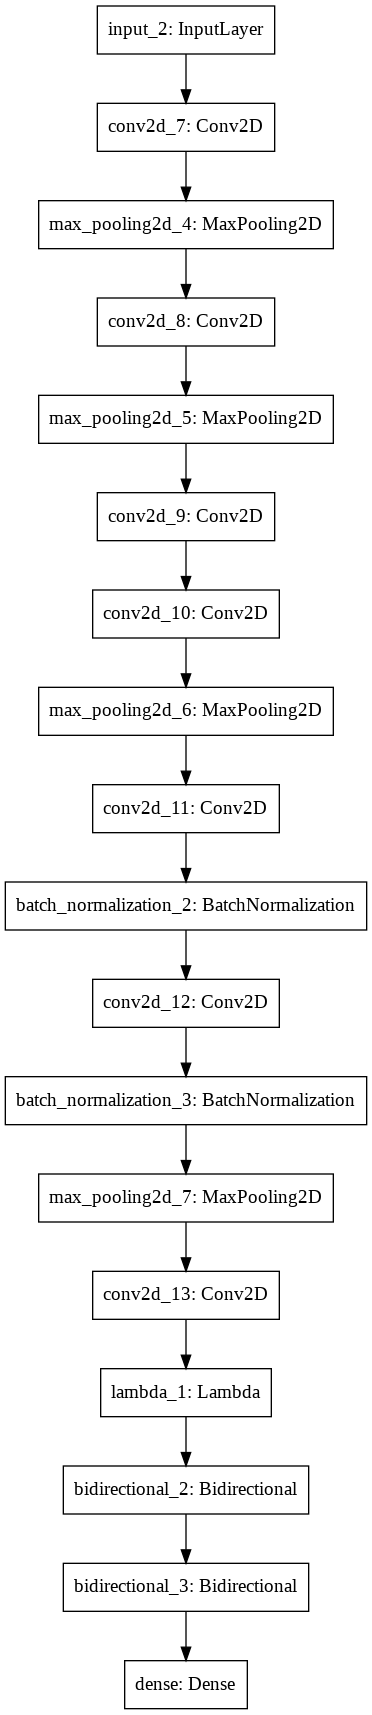 input_2: InputLayer
conv2d_7: Conv2D
max_pooling2d_4: MaxPooling2D
conv2d_8: Conv2D
max_pooling2d_5: MaxPooling2D
conv2d_9: Conv2D
conv2d_10: Conv2D
max_pooling2d_6: MaxPooling2D
conv2d_11: Conv2D
batch_normalization_2: BatchNormalization
conv2d_12: Conv2D
batch_normalization_3: BatchNormalization
max_pooling2d_7: MaxPooling2D
conv2d_13: Conv2D
lambda_1: Lambda
bidirectional_2: Bidirectional
bidirectional_3: Bidirectional
dense: Dense